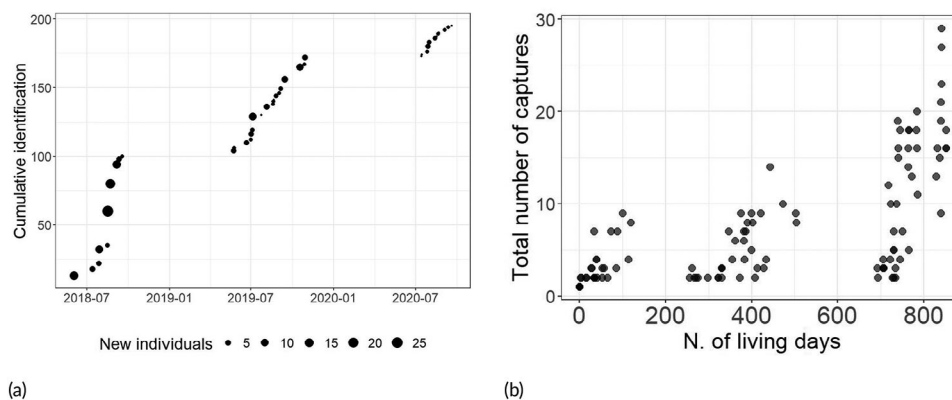 200
150
100
50
Cumulative identification
2018-07 2019-01 2019-07 2020-01 2020-07
New individuals 5 10 15 20 25
(a)
30
20
10
0
Total number of captures
0 200 400 600 800
N. of living days
(b)